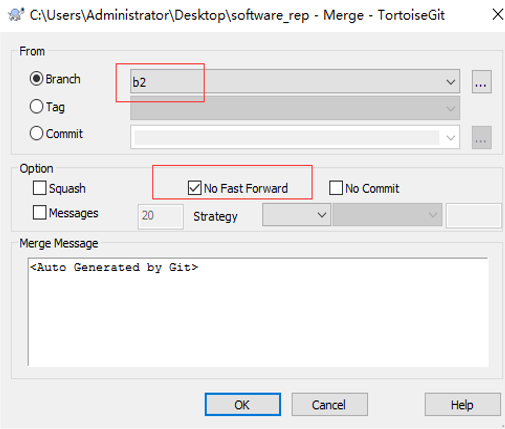 C:\Users\Administrator\Desktop\software_rep - Merge - TortoiseGit
From
Branch
b2
...
Tag
Commit
...
Option
Squash
No Fast Forward
No Commit
Messages
20
Strategy
Merge Message
<Auto Generated by Git>
OK
Cancel
Help